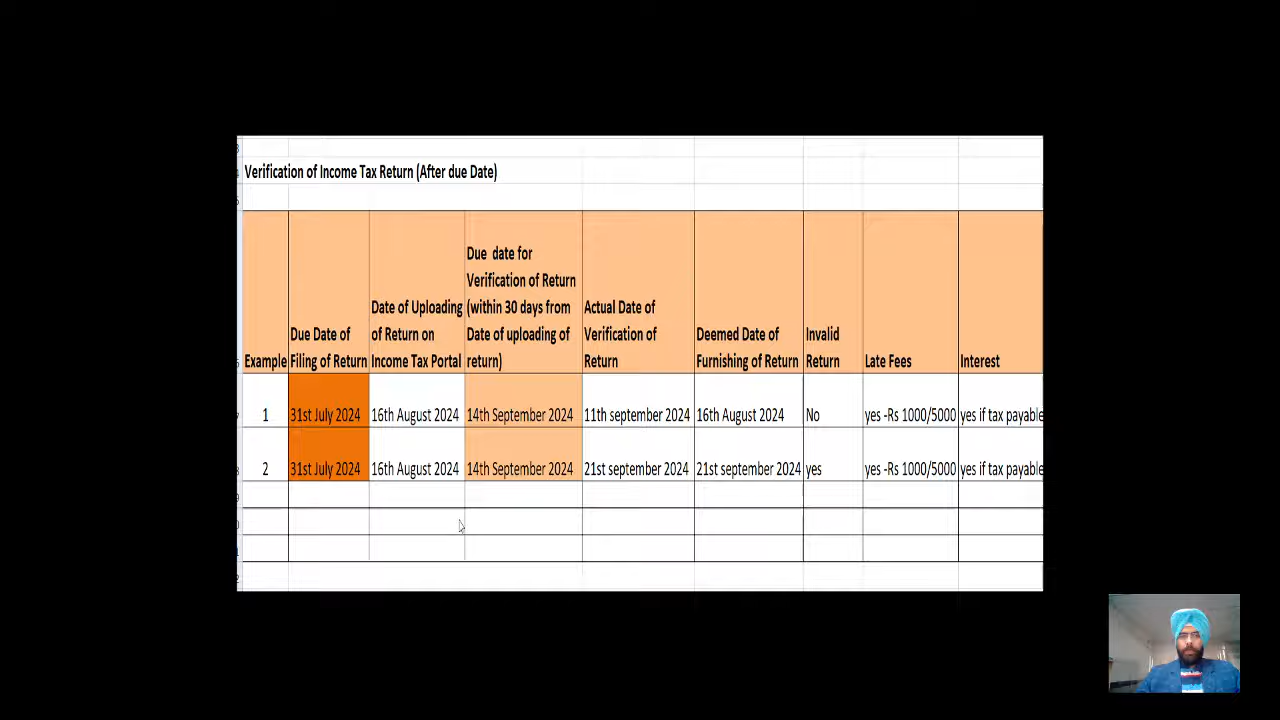 Verification of Income Tax Return (After due Date)
Example
Due Date of
Filing of Return
Date of Uploading
of Return on
Income Tax Portal
Due date for
Verification of Return
(within 30 days from
Date of uploading of
return)
Actual Date of
Verification of
Return
Deemed Date of
Furnishing of Return
Invalid
Return
Late Fees
Interest
1 31st July 2024 16th August 2024 14th September 2024 11th september 2024 16th August 2024 No yes -Rs 1000/5000 yes if tax payable
2 31st July 2024 16th August 2024 14th September 2024 21st september 2024 21st september 2024 yes yes -Rs 1000/5000 yes if tax payable